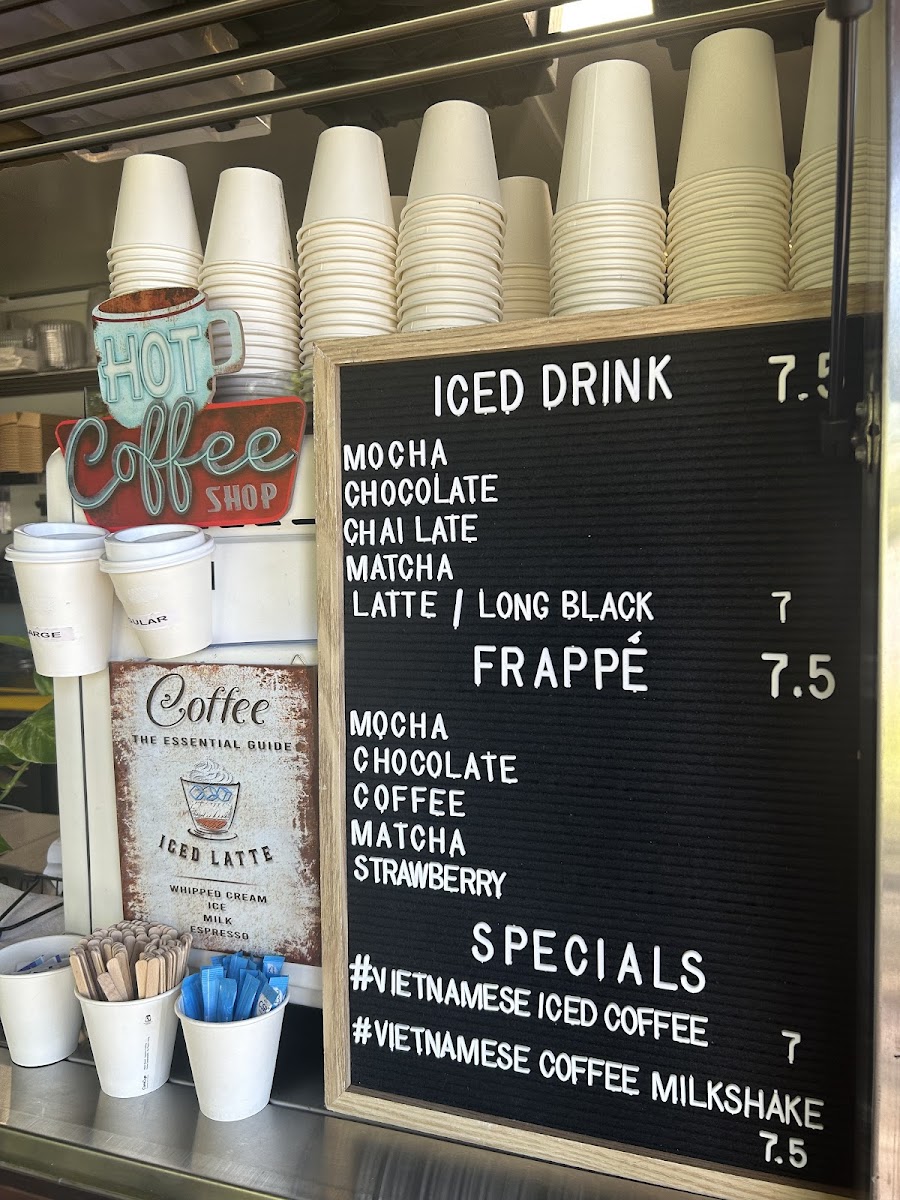 HOT
Coffee
SHOP
ARGE
ULAR
Coffee
THE ESSENTIAL GUIDE
ICED LATTE
WHIPPED CREAM
ICE
MILK
ESPRESSO
ICED DRINK 7.5
MOCHA
CHOCOLATE
CHAI LATE
MATCHA
LATTE / LONG BLACK 7
FRAPPÉ 7.5
MOCHA
CHOCOLATE
COFFEE
MATCHA
STRAWBERRY
SPECIALS
#VIETNAMESE ICED COFFEE 7
#VIETNAMESE COFFEE MILKSHAKE
7.5